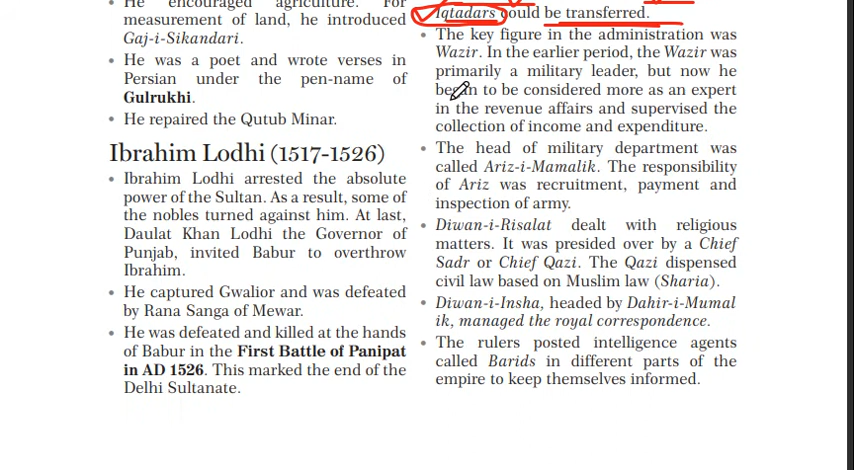 He encouraged agriculture. For
measurement of land, he introduced
Gaj-i-Sikandari.
• He was a poet and wrote verses in
Persian under the pen-name of
Gulrukhi.
• He repaired the Qutub Minar.
Ibrahim Lodhi (1517-1526)
• Ibrahim Lodhi arrested the absolute
power of the Sultan. As a result, some of
the nobles turned against him. At last,
Daulat Khan Lodhi the Governor of
Punjab, invited Babur to overthrow
Ibrahim.
• He captured Gwalior and was defeated
by Rana Sanga of Mewar.
• He was defeated and killed at the hands
of Babur in the First Battle of Panipat
in AD 1526. This marked the end of the
Delhi Sultanate.
Iqtadars could be transferred.
• The key figure in the administration was
Wazir. In the earlier period, the Wazir was
primarily a military leader, but now he
began to be considered more as an expert
in the revenue affairs and supervised the
collection of income and expenditure.
• The head of military department was
called Ariz-i-Mamalik. The responsibility
of Ariz was recruitment, payment and
inspection of army.
• Diwan-i-Risalat dealt with religious
matters. It was presided over by a Chief
Sadr or Chief Qazi. The Qazi dispensed
civil law based on Muslim law (Sharia).
• Diwan-i-Insha, headed by Dahir-i-Mumal
ik, managed the royal correspondence.
• The rulers posted intelligence agents
called Barids in different parts of the
empire to keep themselves informed.